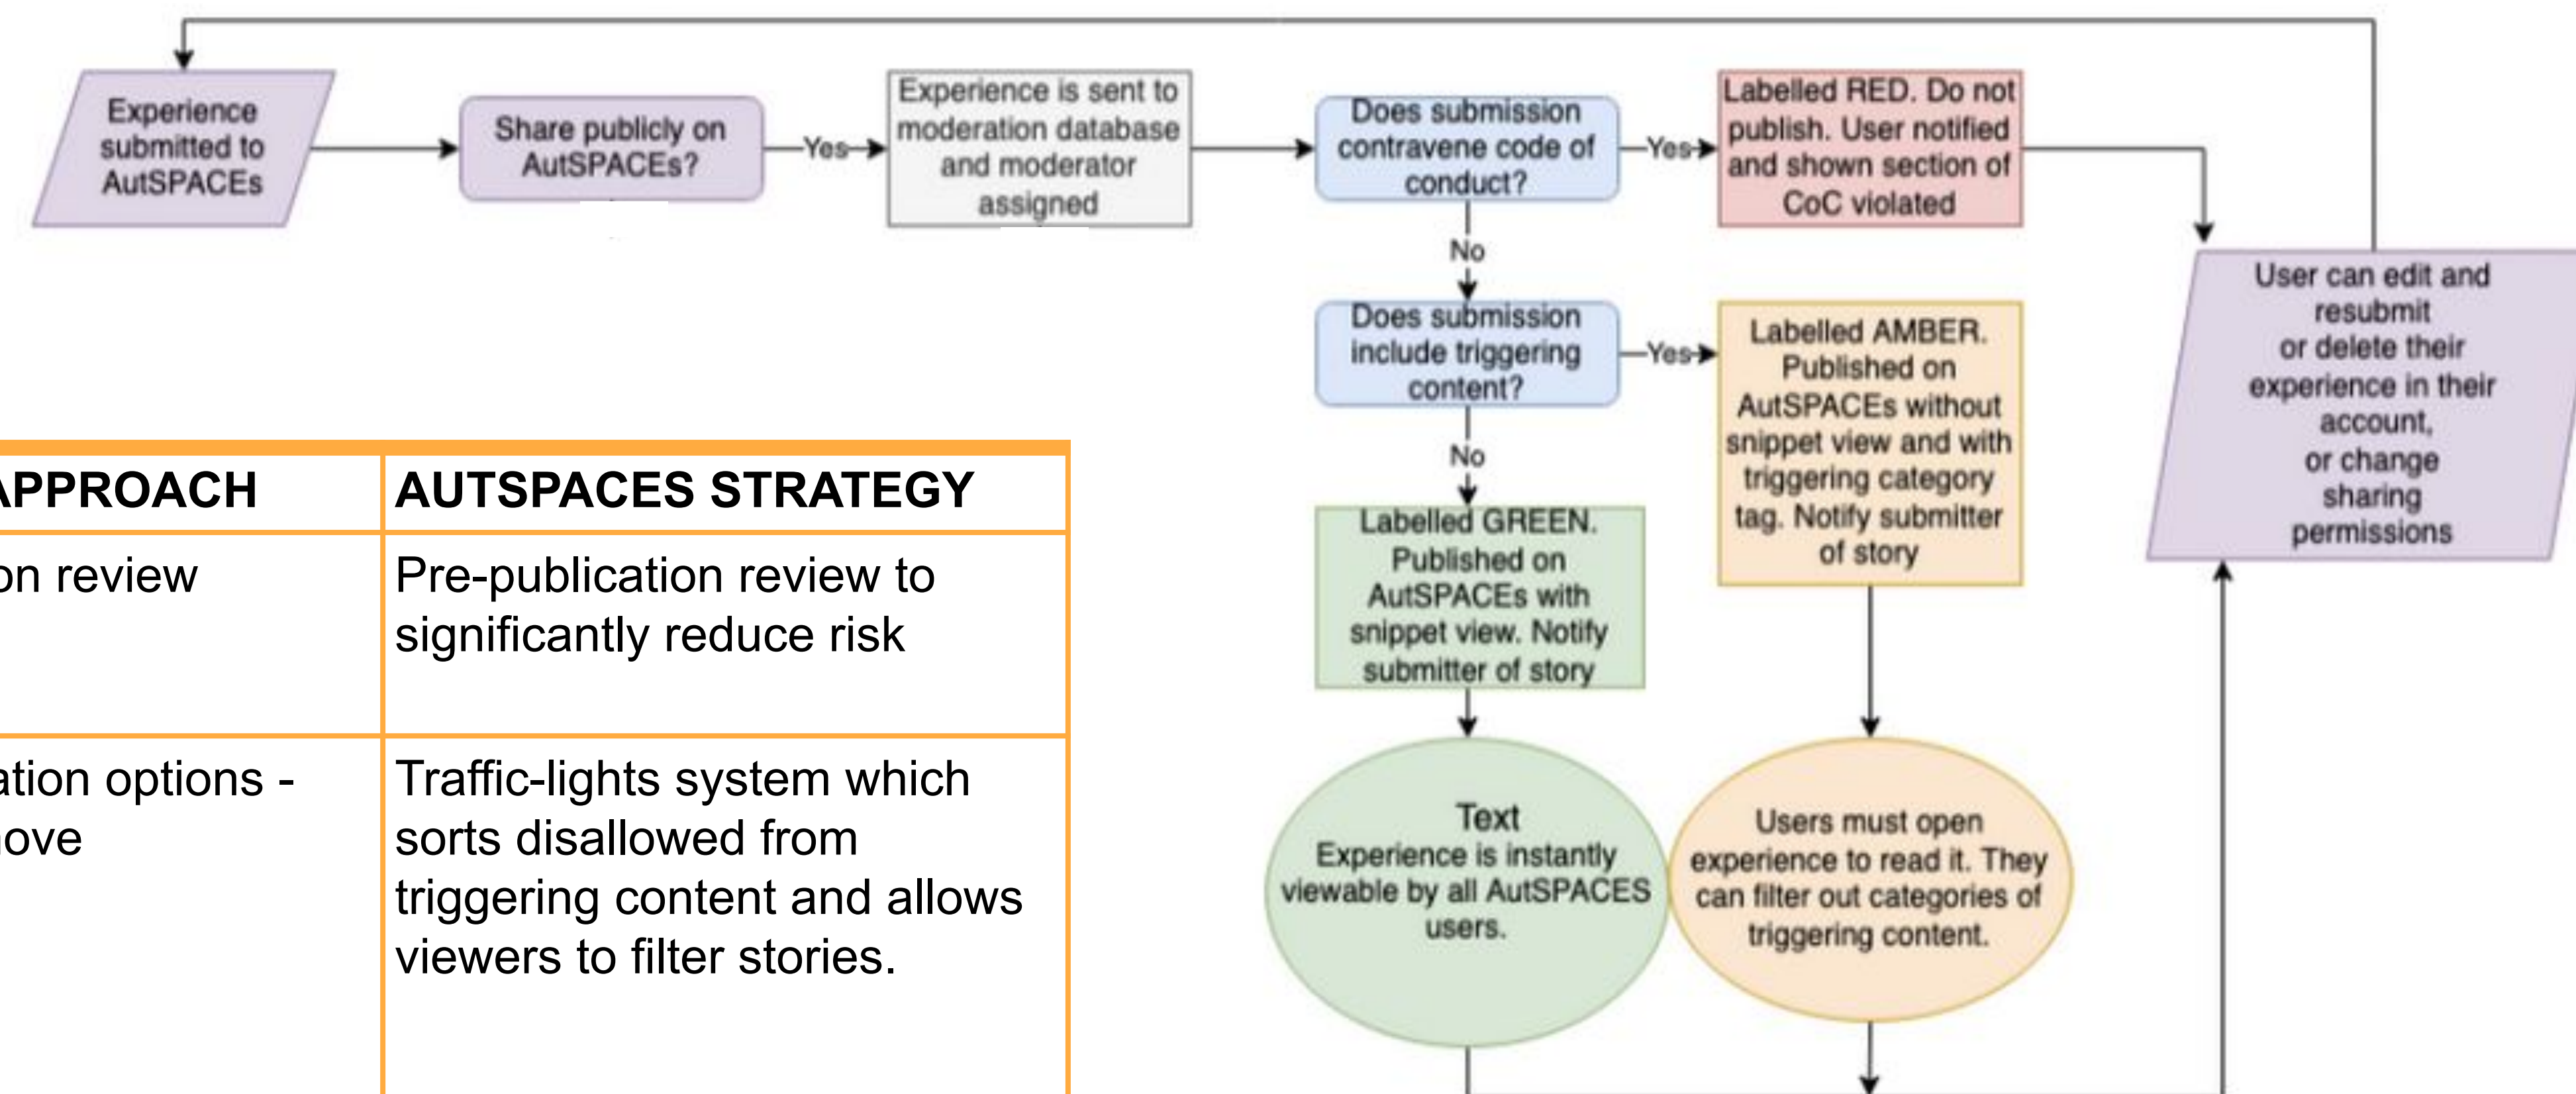 Experience
submitted to
AutSPACEs
Share publicly on
AutSPACEs?
Yes
Experience is sent to
moderation database
and moderator
assigned
Does submission
contravene code of
conduct?
Yes
Labelled RED. Do not
publish. User notified
and shown section of
CoC violated
No
Does submission
include triggering
content?
Yes
Labelled AMBER.
Published on
AutSPACEs without
snippet view and with
triggering category
tag. Notify submitter
of story
User can edit and
resubmit
or delete their
experience in their
account,
or change
sharing
permissions
No
Labelled GREEN.
Published on
AutSPACEs with
snippet view. Notify
submitter of story
Text
Experience is instantly
viewable by all AutSPACES
users.
Users must open
experience to read it. They
can filter out categories of
triggering content.
APPROACH
AUTSPACES STRATEGY
on review
Pre-publication review to
significantly reduce risk
ation options -
ove
Traffic-lights system which
sorts disallowed from
triggering content and allows
viewers to filter stories.